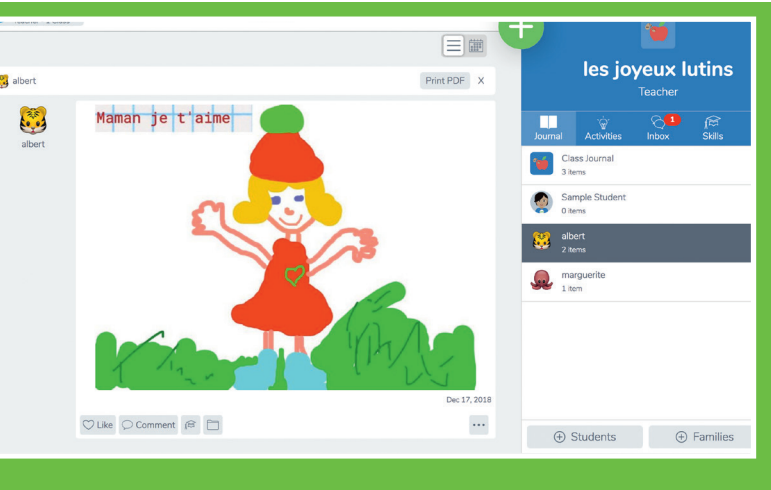 albert
Print PDF X
albert
Maman je t'aime
Dec 17, 2018
Like
Comment
les joyeux lutins
Teacher
Journal
Activities
Inbox
1
Skills
Class Journal
3 items
Sample Student
0 items
albert
2 items
marguerite
1 item
Students
Families